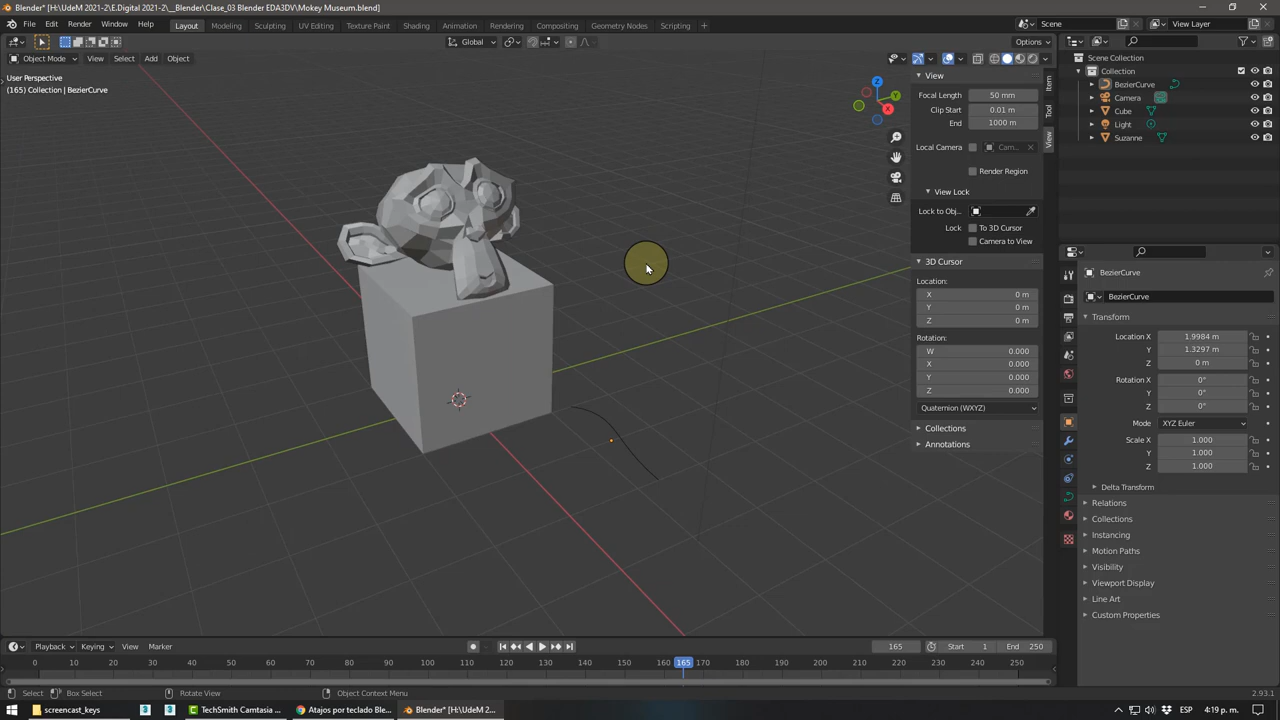 Blender* [H:\UdeM 2021-2\E.Digital 2021-2\__Blender\Clase_03 Blender EDA3DV\Mokey Museum.blend]
File Edit Render Window Help Layout Modeling Sculpting UV Editing Texture Paint Shading Animation Rendering Compositing Geometry Nodes Scripting + Scene View Layer
Global Options
Object Mode View Select Add Object
User Perspective
(165) Collection | BezierCurve
Z
Y
X
View
Focal Length 50 mm
Clip Start 0.01 m
End 1000 m
Local Camera Cam...
Render Region
View Lock
Lock to Obj...
Lock To 3D Cursor
Camera to View
3D Cursor
Location:
X 0 m
Y 0 m
Z 0 m
Rotation:
W 0.000
X 0.000
Y 0.000
Z 0.000
Quaternion (WXYZ)
Collections
Annotations
Item
Tool
View
Scene Collection
Collection
BezierCurve
Camera
Cube
Light
Suzanne
BezierCurve
BezierCurve
Transform
Location X 1.9984 m
Y 1.3297 m
Z 0 m
Rotation X 0°
Y 0°
Z 0°
Mode XYZ Euler
Scale X 1.000
Y 1.000
Z 1.000
Delta Transform
Relations
Collections
Instancing
Motion Paths
Visibility
Viewport Display
Line Art
Custom Properties
Playback Keying View Marker 165 Start 1 End 250
0 10 20 30 40 50 60 70 80 90 100 110 120 130 140 150 160 165 170 180 190 200 210 220 230 240 250
Select Box Select Rotate View Object Context Menu 2.93.1
screencast_keys 3 3 TechSmith Camtasia ... Atajos por teclado Ble... Blender* [H:\UdeM 2... ESP 4:19 p. m.